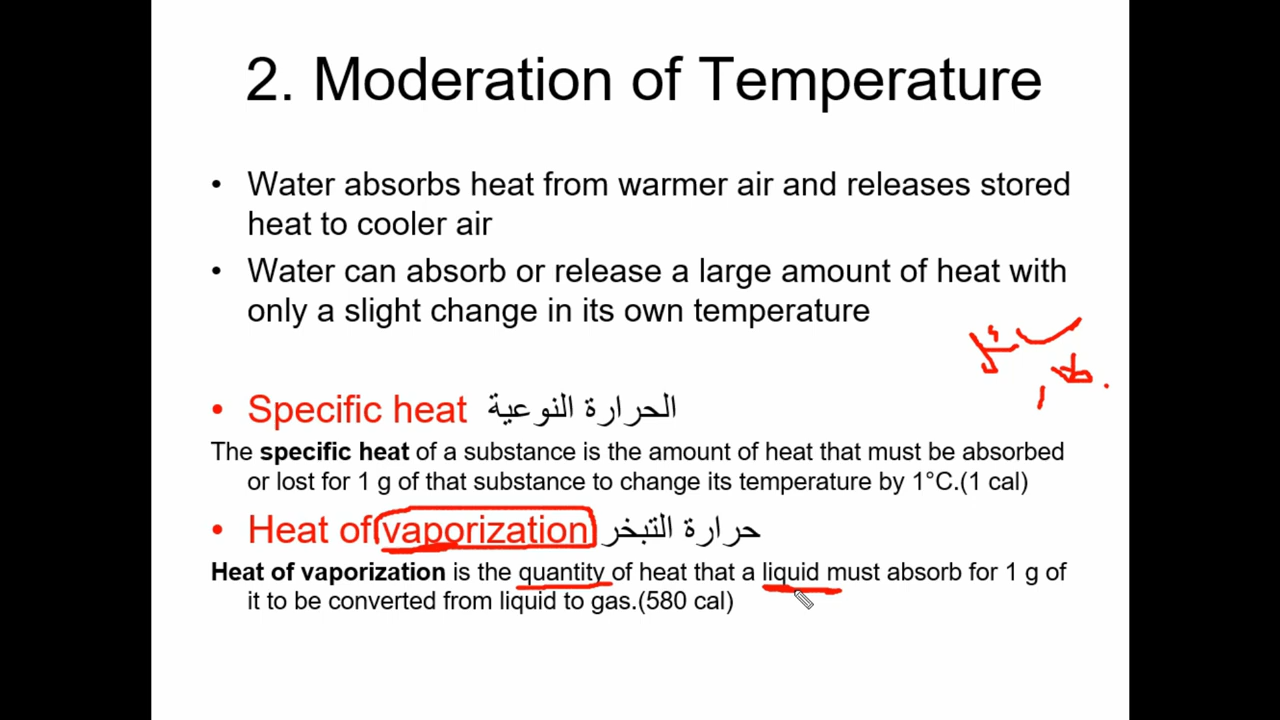 2. Moderation of Temperature
• Water absorbs heat from warmer air and releases stored
heat to cooler air
• Water can absorb or release a large amount of heat with
only a slight change in its own temperature
• Specific heat الحرارة النوعية
The specific heat of a substance is the amount of heat that must be absorbed
or lost for 1 g of that substance to change its temperature by 1°C.(1 cal)
• Heat of vaporization حرارة التبخر
Heat of vaporization is the quantity of heat that a liquid must absorb for 1 g of
it to be converted from liquid to gas.(580 cal)